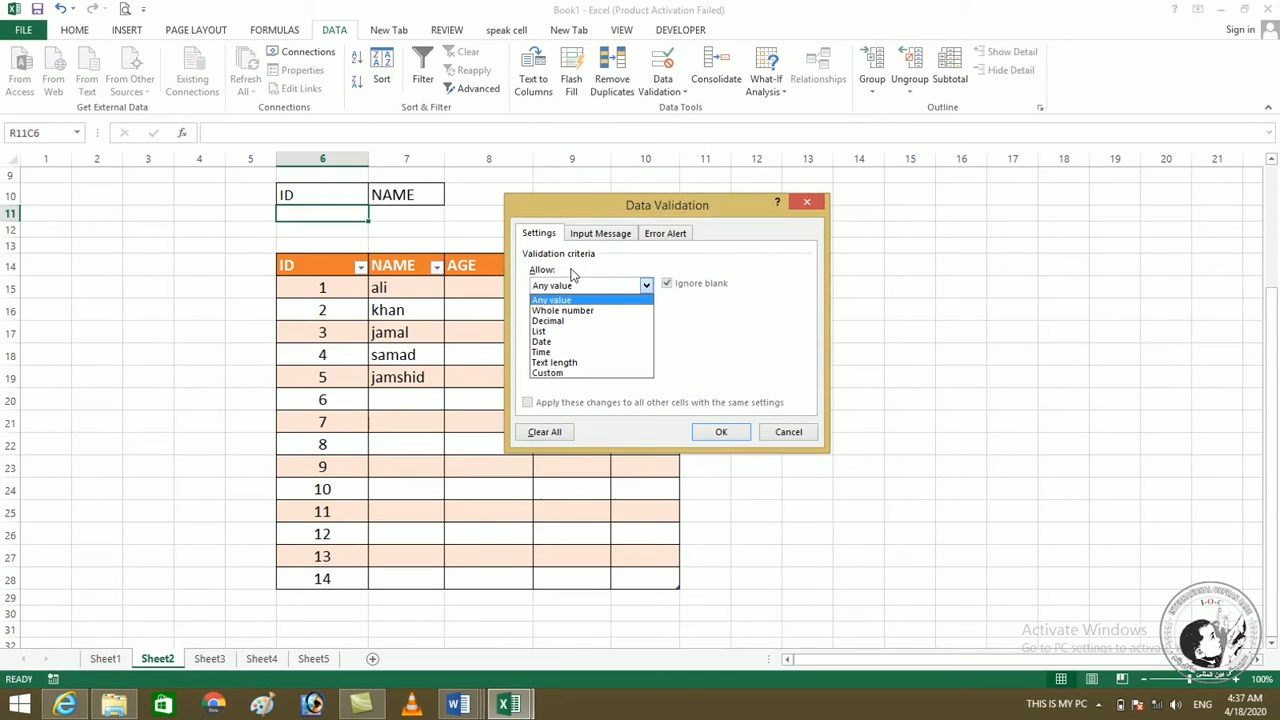 Book1 - Excel (Product Activation Failed)
FILE HOME INSERT PAGE LAYOUT FORMULAS DATA New Tab REVIEW speak cell New Tab VIEW DEVELOPER Sign in
From Access
From Web
From Text
From Other Sources
Existing Connections
Refresh All
Connections
Properties
Edit Links
Sort
Filter
Clear
Reapply
Advanced
Text to Columns
Flash Fill
Remove Duplicates
Data Validation
Consolidate
What-If Analysis
Relationships
Group
Ungroup
Subtotal
Show Detail
Hide Detail
Get External Data Connections Sort & Filter Data Tools Outline
R11C6 fx
1 2 3 4 5 6 7 8 9 10 11 12 13 14 15 16 17 18 19 20 21
9
10 ID NAME
11
12
13
14 ID NAME AGE
15 1 ali
16 2 khan
17 3 jamal
18 4 samad
19 5 jamshid
20 6
21 7
22 8
23 9
24 10
25 11
26 12
27 13
28 14
29
30
31
32
Data Validation ?
Settings Input Message Error Alert
Validation criteria
Allow:
Any value Ignore blank
Any value
Whole number
Decimal
List
Date
Time
Text length
Custom
Apply these changes to all other cells with the same settings
Clear All OK Cancel
Activate Windows
Go to PC settings to activa
I-O-C
Sheet1 Sheet2 Sheet3 Sheet4 Sheet5
READY 100%
THIS IS MY PC ENG 4:37 AM
4/18/2020